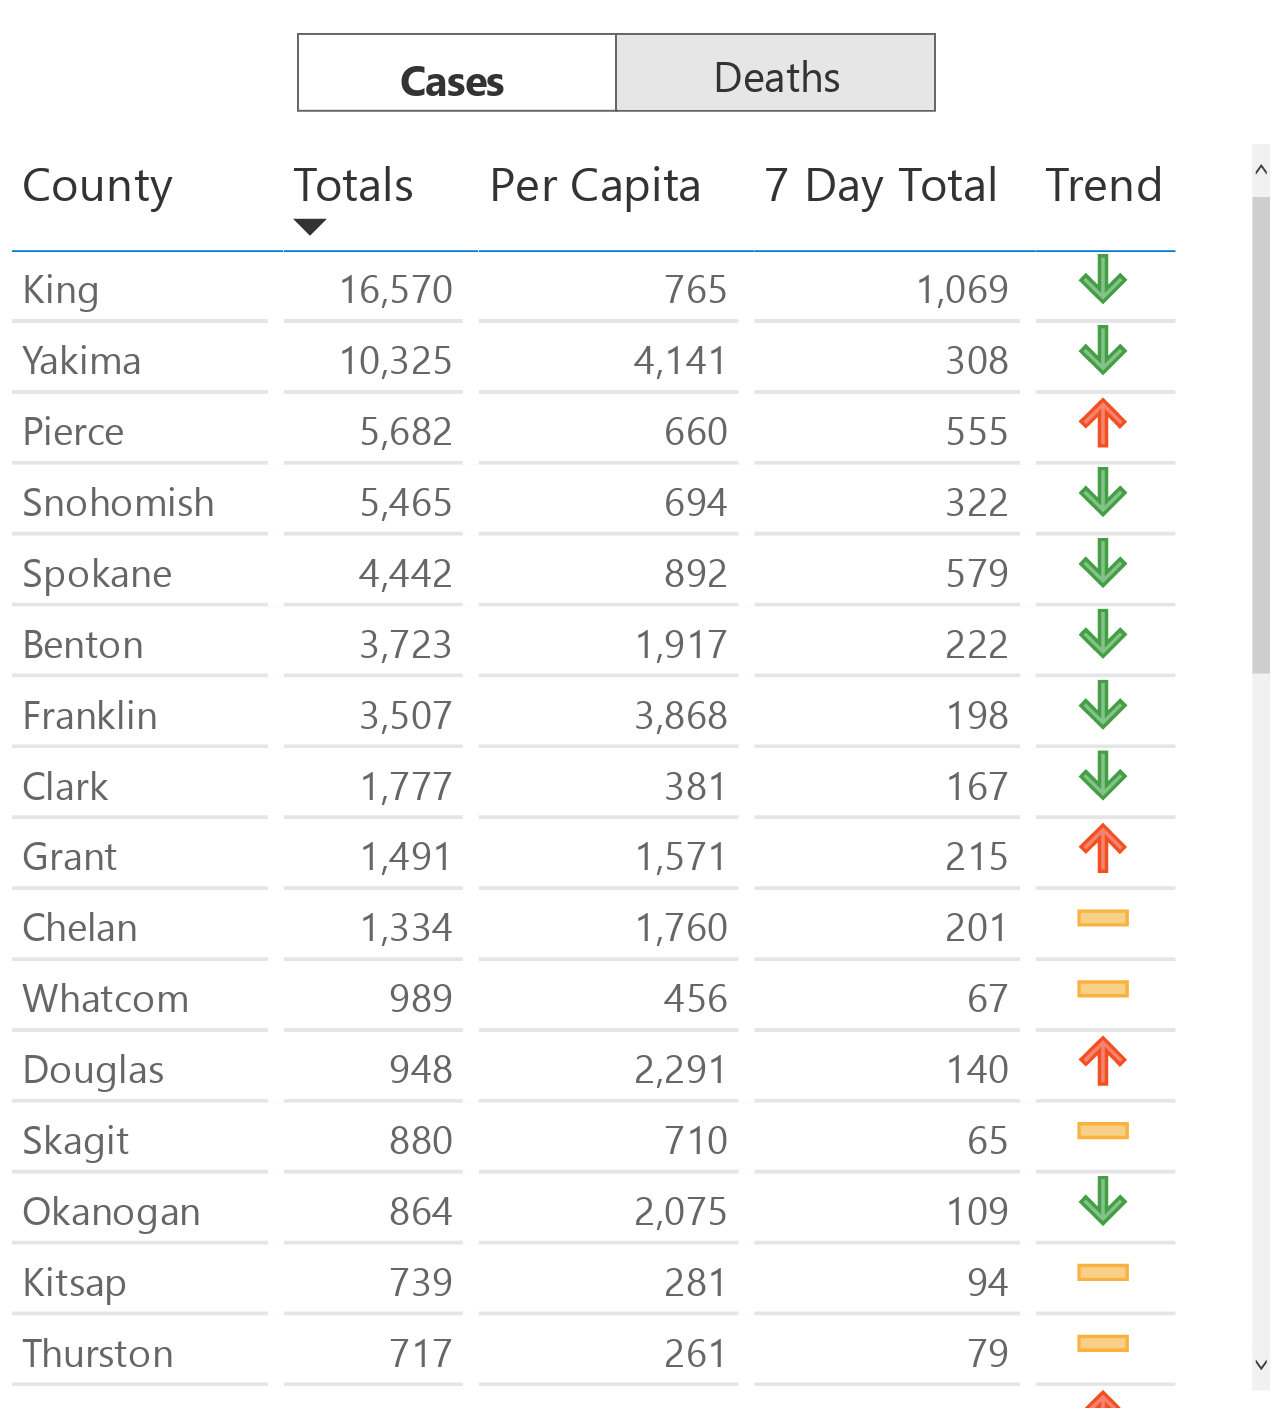 Cases Deaths
County Totals Per Capita 7 Day Total Trend
King 16,570 765 1,069
Yakima 10,325 4,141 308
Pierce 5,682 660 555
Snohomish 5,465 694 322
Spokane 4,442 892 579
Benton 3,723 1,917 222
Franklin 3,507 3,868 198
Clark 1,777 381 167
Grant 1,491 1,571 215
Chelan 1,334 1,760 201
Whatcom 989 456 67
Douglas 948 2,291 140
Skagit 880 710 65
Okanogan 864 2,075 109
Kitsap 739 281 94
Thurston 717 261 79